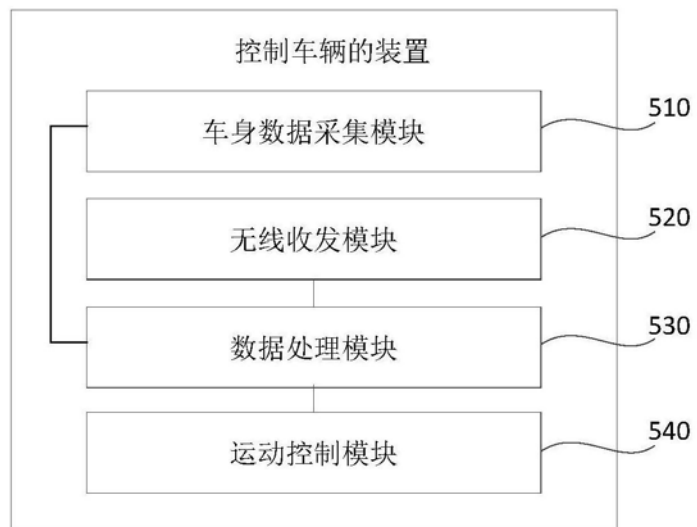 控制车辆的装置
车身数据采集模块
510
无线收发模块
520
数据处理模块
530
运动控制模块
540